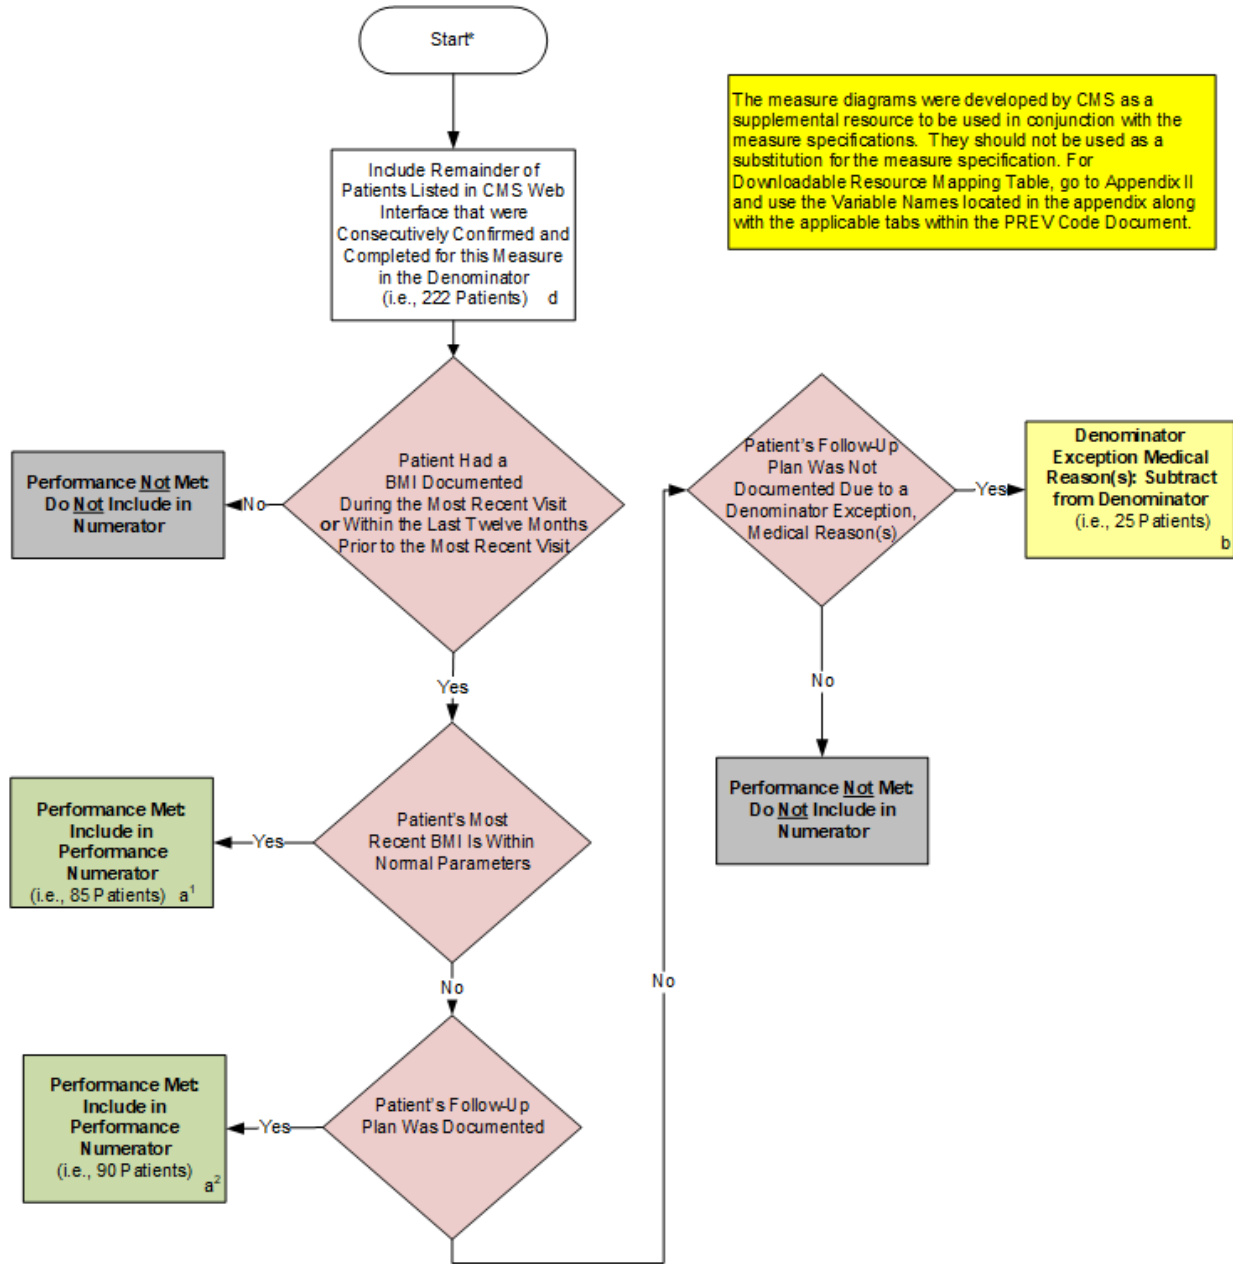 Start*
The measure diagrams were developed by CMS as a
supplemental resource to be used in conjunction with the
measure specifications. They should not be used as a
substitution for the measure specification. For
Downloadable Resource Mapping Table, go to Appendix II
and use the Variable Names located in the appendix along
with the applicable tabs within the PREV Code Document.
Include Remainder of
Patients Listed in CMS Web
Interface that were
Consecutively Confirmed and
Completed for this Measure
in the Denominator
(i.e., 222 Patients) d
Patient Had a
BMI Documented
During the Most Recent Visit
or Within the Last Twelve Months
Prior to the Most Recent Visit
No
Performance Not Met:
Do Not Include in
Numerator
Yes
Patient's Most
Recent BMI Is Within
Normal Parameters
Yes
Performance Met:
Include in
Performance
Numerator
(i.e., 85 Patients) a¹
No
Patient's Follow-Up
Plan Was Documented
Yes
Performance Met:
Include in
Performance
Numerator
(i.e., 90 Patients)
a²
No
Patient's Follow-Up
Plan Was Not
Documented Due to a
Denominator Exception,
Medical Reason(s)
Yes
Denominator
Exception Medical
Reason(s): Subtract
from Denominator
(i.e., 25 Patients)
b
No
Performance Not Met:
Do Not Include in
Numerator